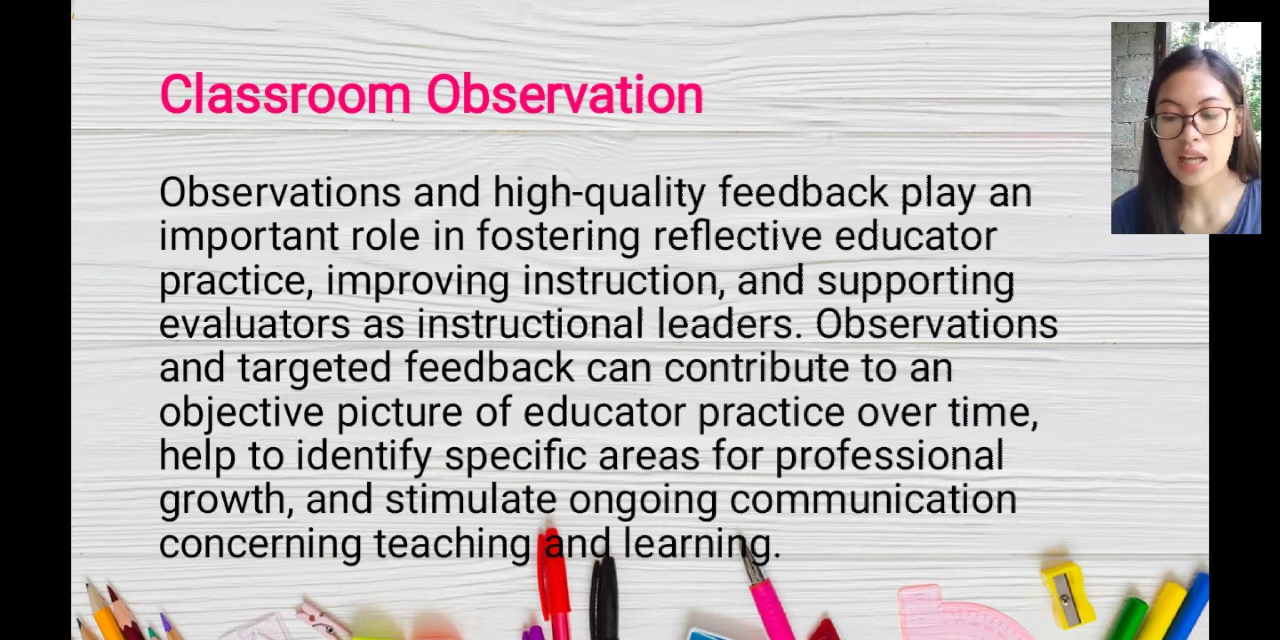 Classroom Observation
Observations and high-quality feedback play an
important role in fostering reflective educator
practice, improving instruction, and supporting
evaluators as instructional leaders. Observations
and targeted feedback can contribute to an
objective picture of educator practice over time,
help to identify specific areas for professional
growth, and stimulate ongoing communication
concerning teaching and learning.